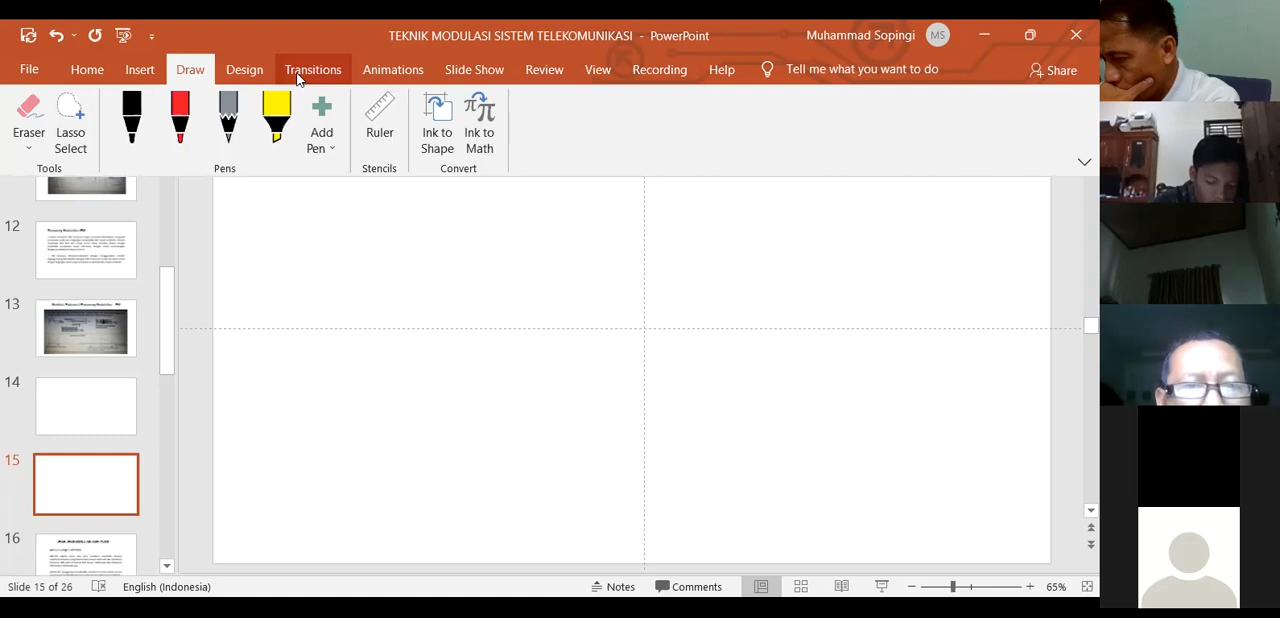 TEKNIK MODULASI SISTEM TELEKOMUNIKASI - PowerPoint
Muhammad Sopingi
MS
File Home Insert Draw Design Transitions Animations Slide Show Review View Recording Help Tell me what you want to do
Share
Eraser
Lasso
Select
Tools
Add
Pen
Pens
Ruler
Stencils
Ink to
Shape
Ink to
Math
Convert
12
13
14
15
16
Slide 15 of 26
English (Indonesia)
Notes
Comments
65%